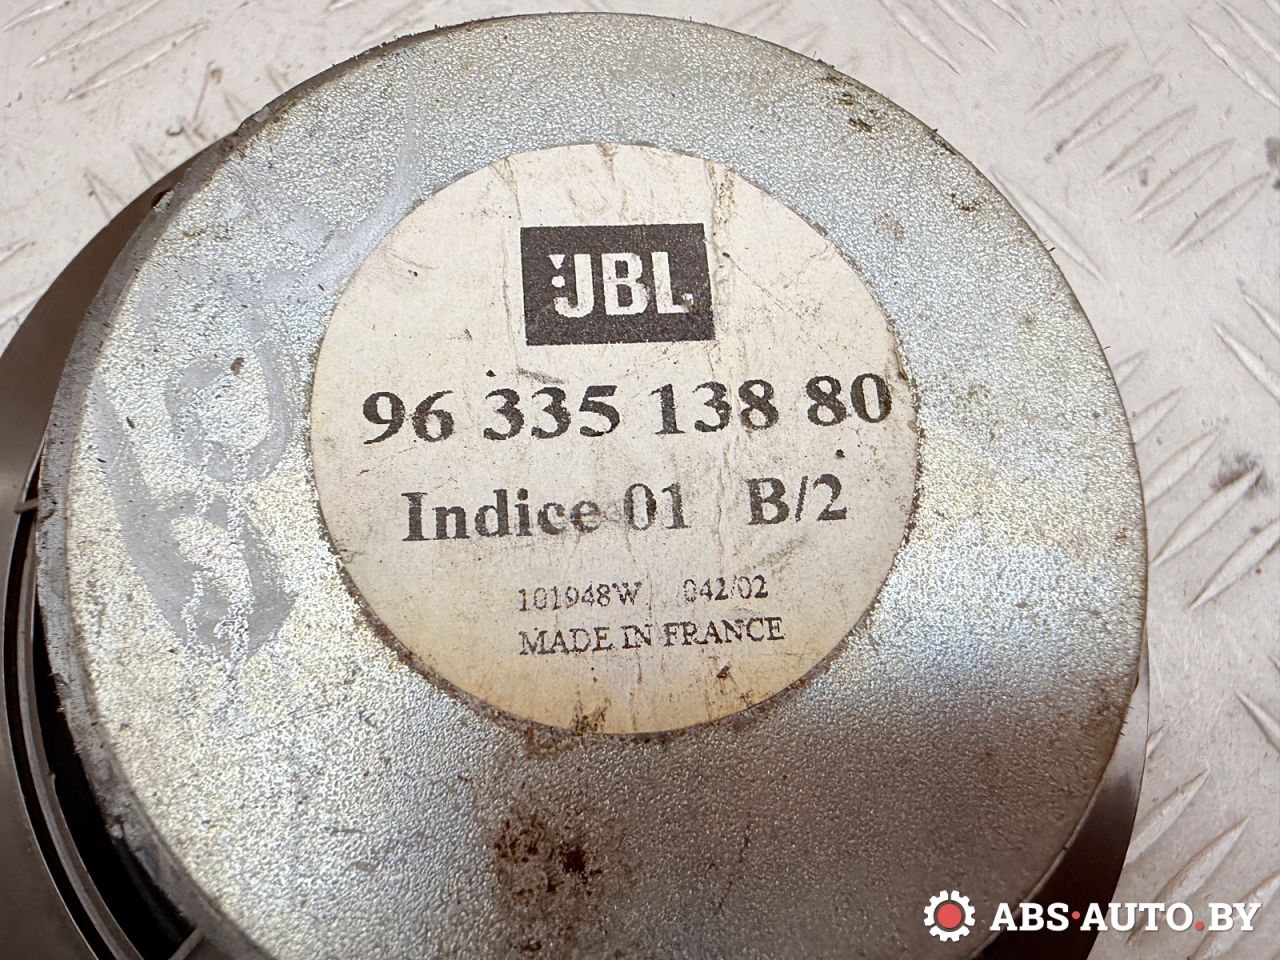 JBL
96 335 138 80
Indice 01 B/2
101948W 042/02
MADE IN FRANCE
ABS·AUTO.BY